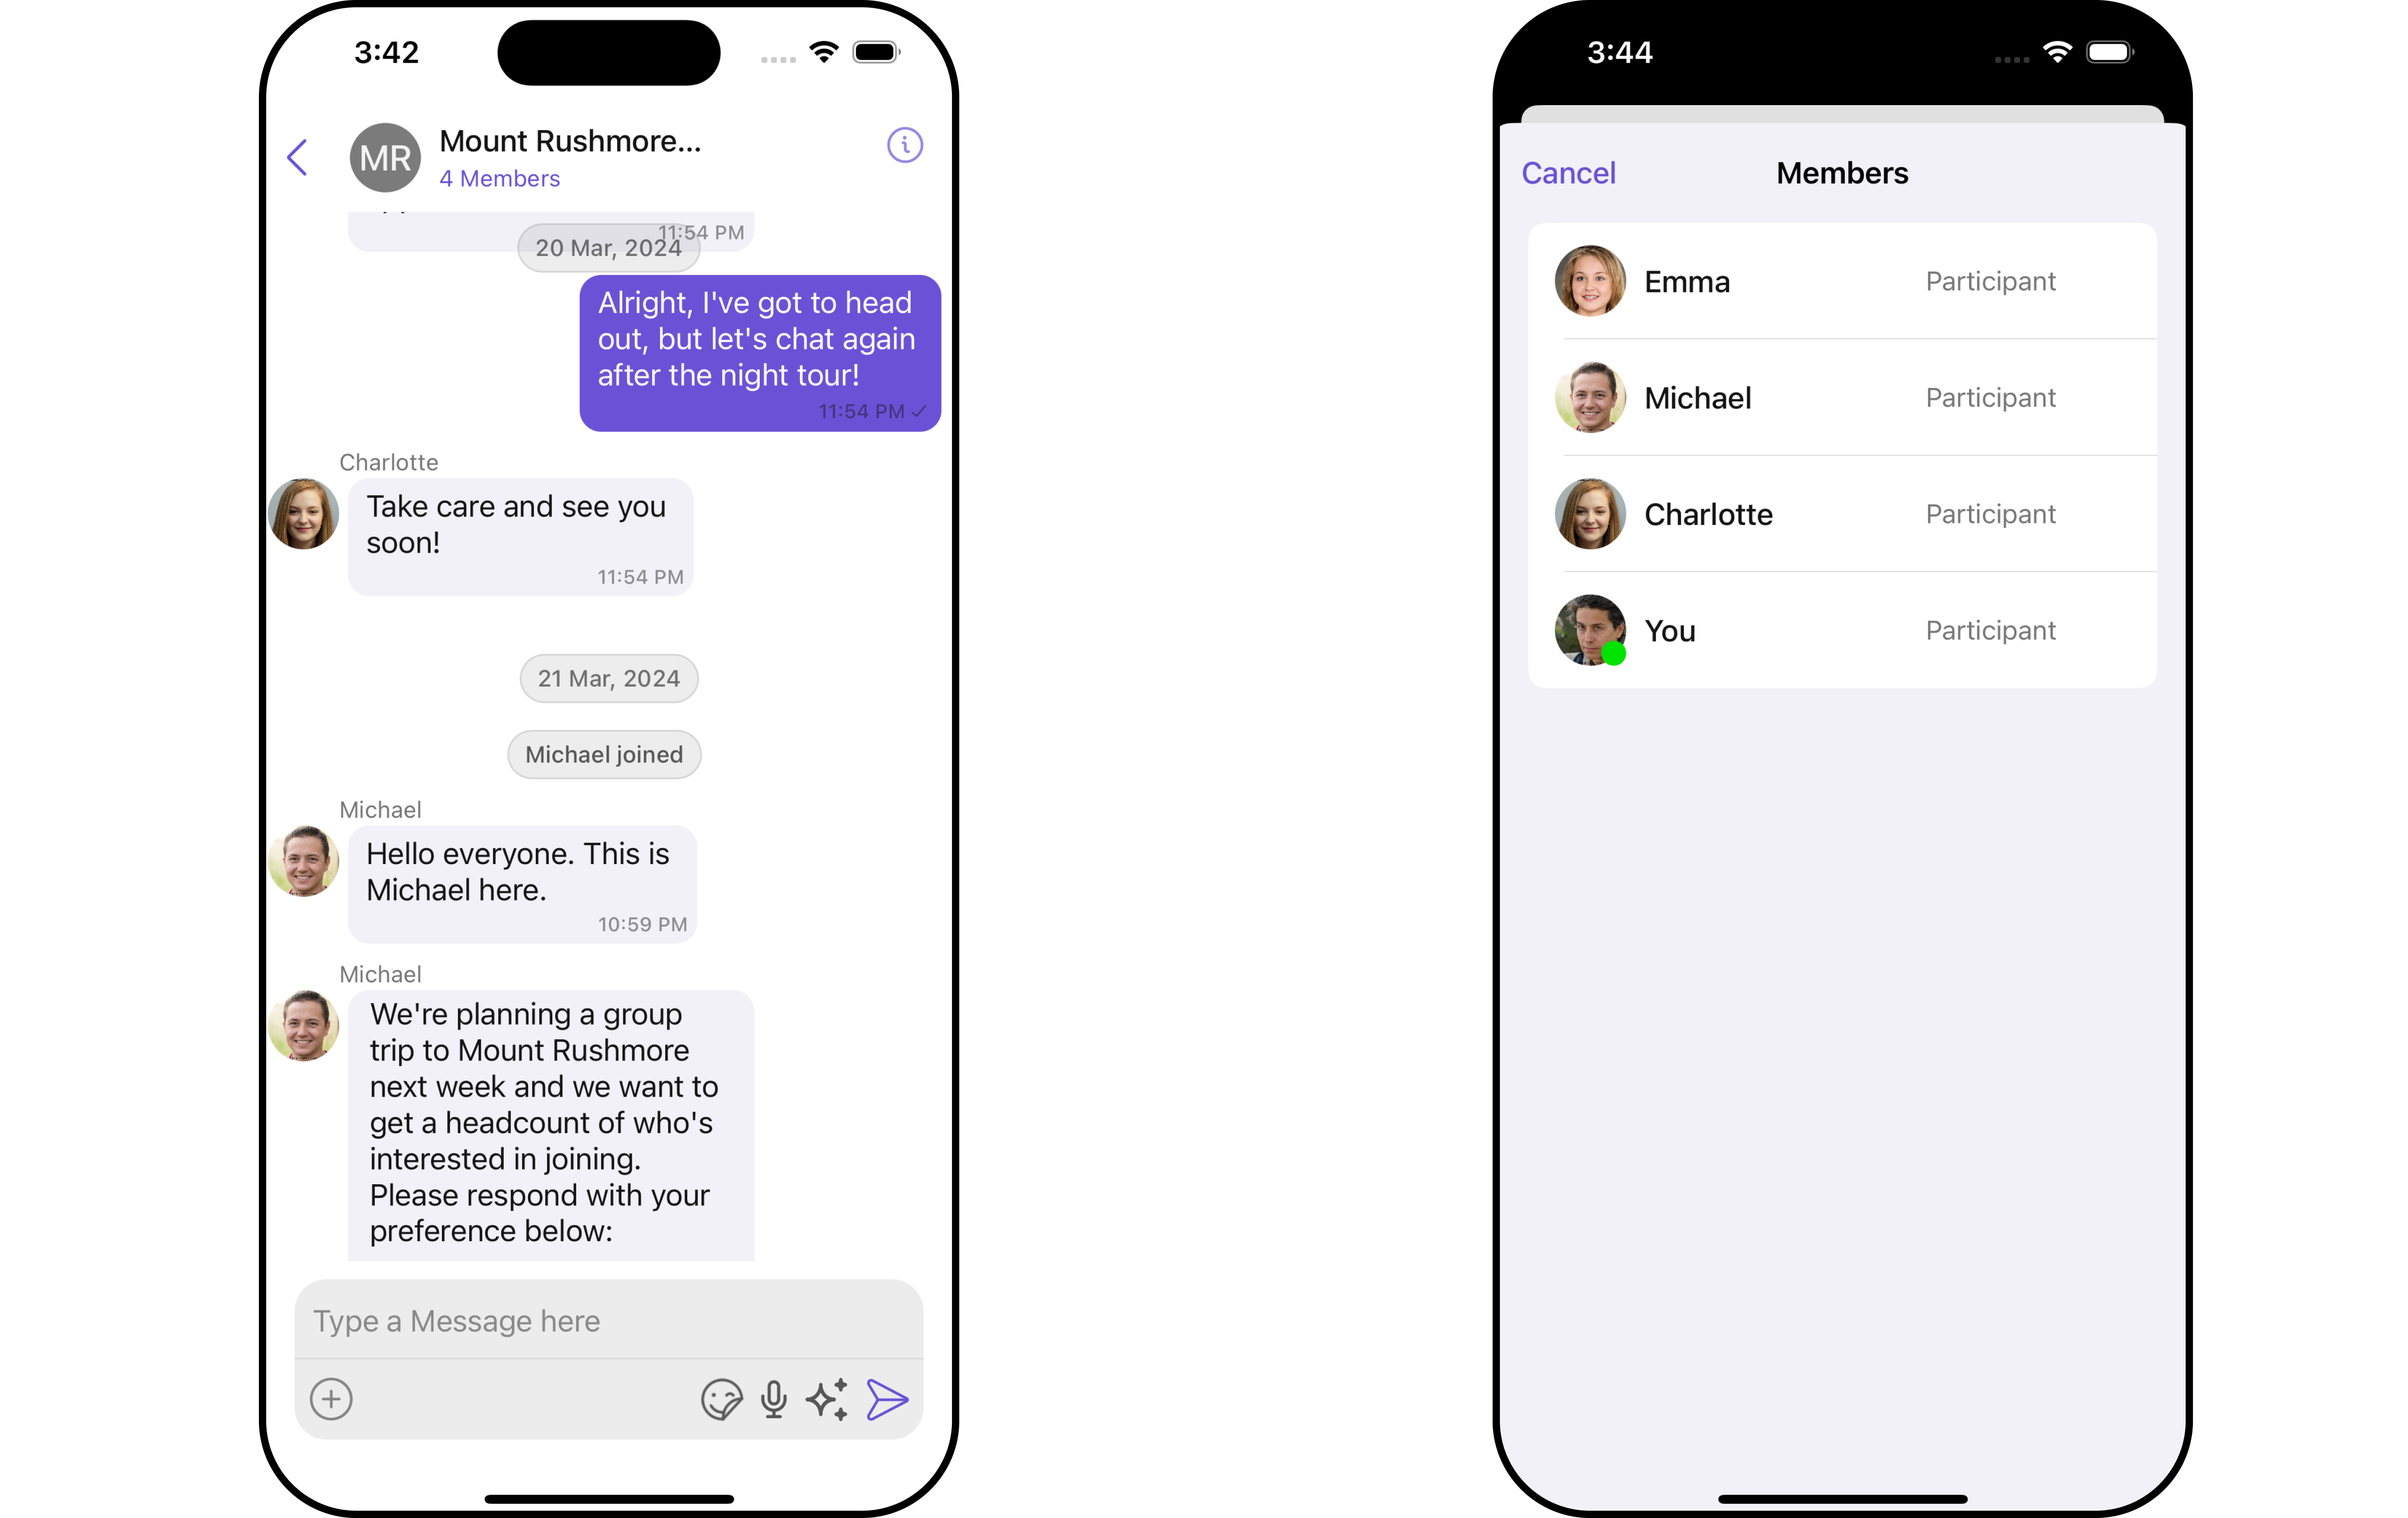 3:42
MR
Mount Rushmore...
4 Members
11:54 PM
20 Mar, 2024
Alright, I've got to head
out, but let's chat again
after the night tour!
11:54 PM
Charlotte
Take care and see you
soon!
11:54 PM
21 Mar, 2024
Michael joined
Michael
Hello everyone. This is
Michael here.
10:59 PM
Michael
We're planning a group
trip to Mount Rushmore
next week and we want to
get a headcount of who's
interested in joining.
Please respond with your
preference below:
Type a Message here
3:44
Cancel
Members
Emma
Participant
Michael
Participant
Charlotte
Participant
You
Participant